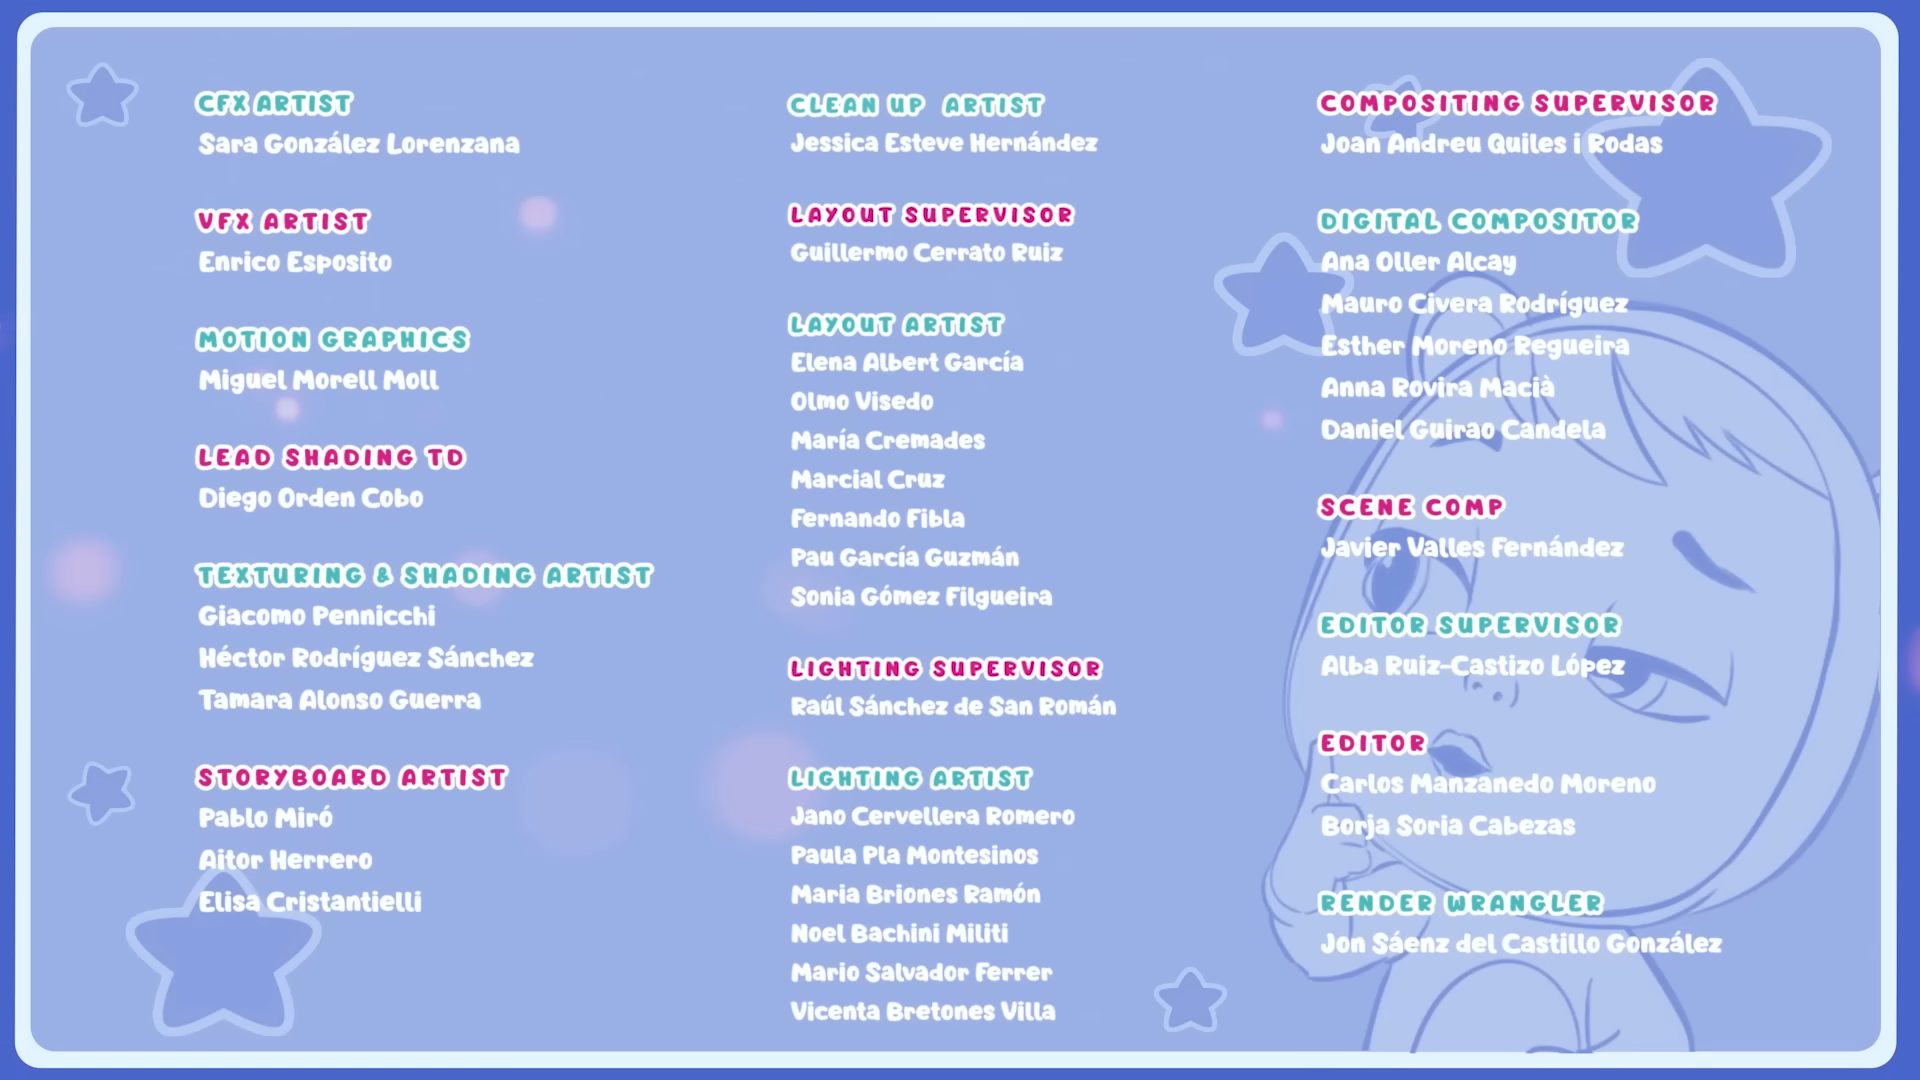 CFX ARTIST
Sara González Lorenzana
VFX ARTIST
Enrico Esposito
MOTION GRAPHICS
Miguel Morell Moll
LEAD SHADING TD
Diego Orden Cobo
TEXTURING & SHADING ARTIST
Giacomo Pennicchi
Héctor Rodríguez Sánchez
Tamara Alonso Guerra
STORYBOARD ARTIST
Pablo Miró
Aitor Herrero
Elisa Cristantielli
CLEAN UP ARTIST
Jessica Esteve Hernández
LAYOUT SUPERVISOR
Guillermo Cerrato Ruiz
LAYOUT ARTIST
Elena Albert García
Olmo Visedo
María Cremades
Marcial Cruz
Fernando Fibla
Pau García Guzmán
Sonia Gómez Filgueira
LIGHTING SUPERVISOR
Raúl Sánchez de San Román
LIGHTING ARTIST
Jano Cervellera Romero
Paula Pla Montesinos
Maria Briones Ramón
Noel Bachini Militi
Mario Salvador Ferrer
Vicenta Bretones Villa
COMPOSITING SUPERVISOR
Joan Andreu Quiles i Rodas
DIGITAL COMPOSITOR
Ana Oller Alcay
Mauro Civera Rodríguez
Esther Moreno Regueira
Anna Rovira Macià
Daniel Guirao Candela
SCENE COMP
Javier Valles Fernández
EDITOR SUPERVISOR
Alba Ruiz-Castizo López
EDITOR
Carlos Manzanedo Moreno
Borja Soria Cabezas
RENDER WRANGLER
Jon Sáenz del Castillo González